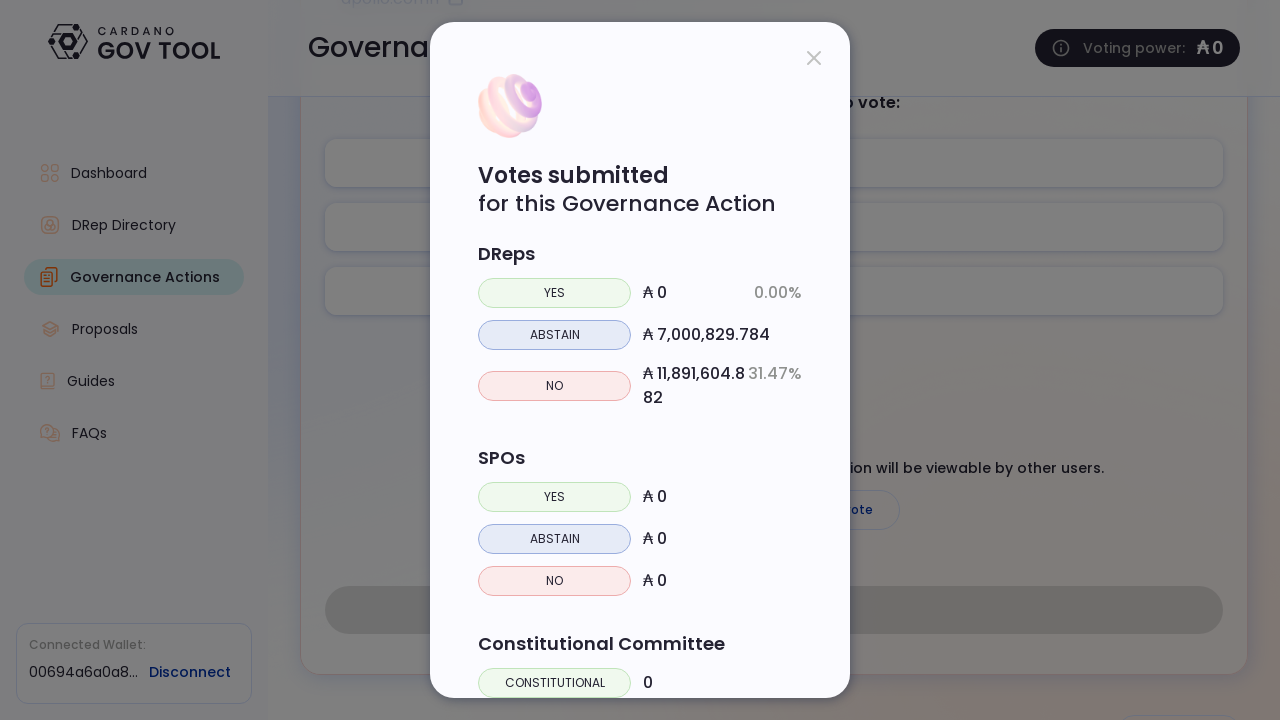 CARDANO
GOV TOOL
Governa
Voting power: ₳ 0
o vote:
Dashboard
DRep Directory
Governance Actions
Proposals
Guides
FAQs
Connected Wallet:
00694a6a0a8... Disconnect
Votes submitted
for this Governance Action
DReps
YES ₳ 0 0.00%
ABSTAIN ₳ 7,000,829.784
NO ₳ 11,891,604.8 31.47%
82
SPOs
YES ₳ 0
ABSTAIN ₳ 0
NO ₳ 0
Constitutional Committee
CONSTITUTIONAL 0
ion will be viewable by other users.
ote